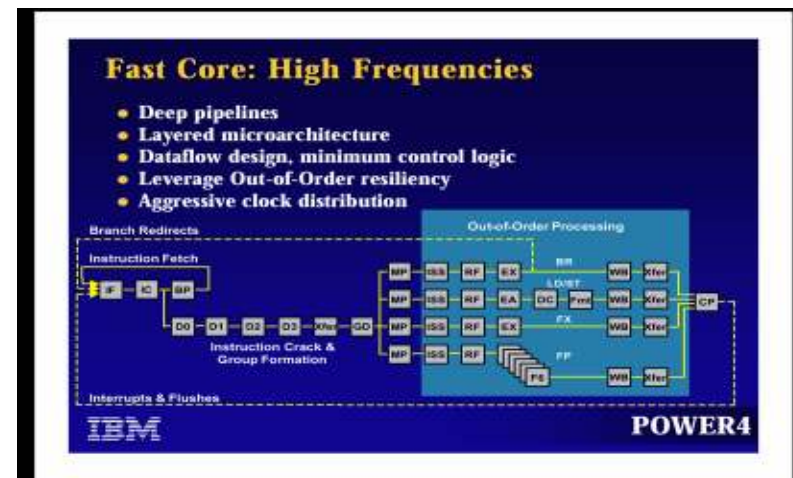 Fast Core: High Frequencies
Deep pipelines
Layered microarchitecture
Dataflow design, minimum control logic
Leverage Out-of-Order resiliency
Aggressive clock distribution
Branch Redirects
Out-of-Order Processing
Instruction Fetch
IF IC BP
BR
MP ISS RF EX WB Xfer
LD/ST
MP ISS RF EA DC Fmt WB Xfer
CP
D0 D1 D2 D3 Xfer GD
FX
MP ISS RF EX WB Xfer
Instruction Crack &
Group Formation
FP
MP ISS RF F6 WB Xfer
Interrupts & Flushes
IBM
POWER4